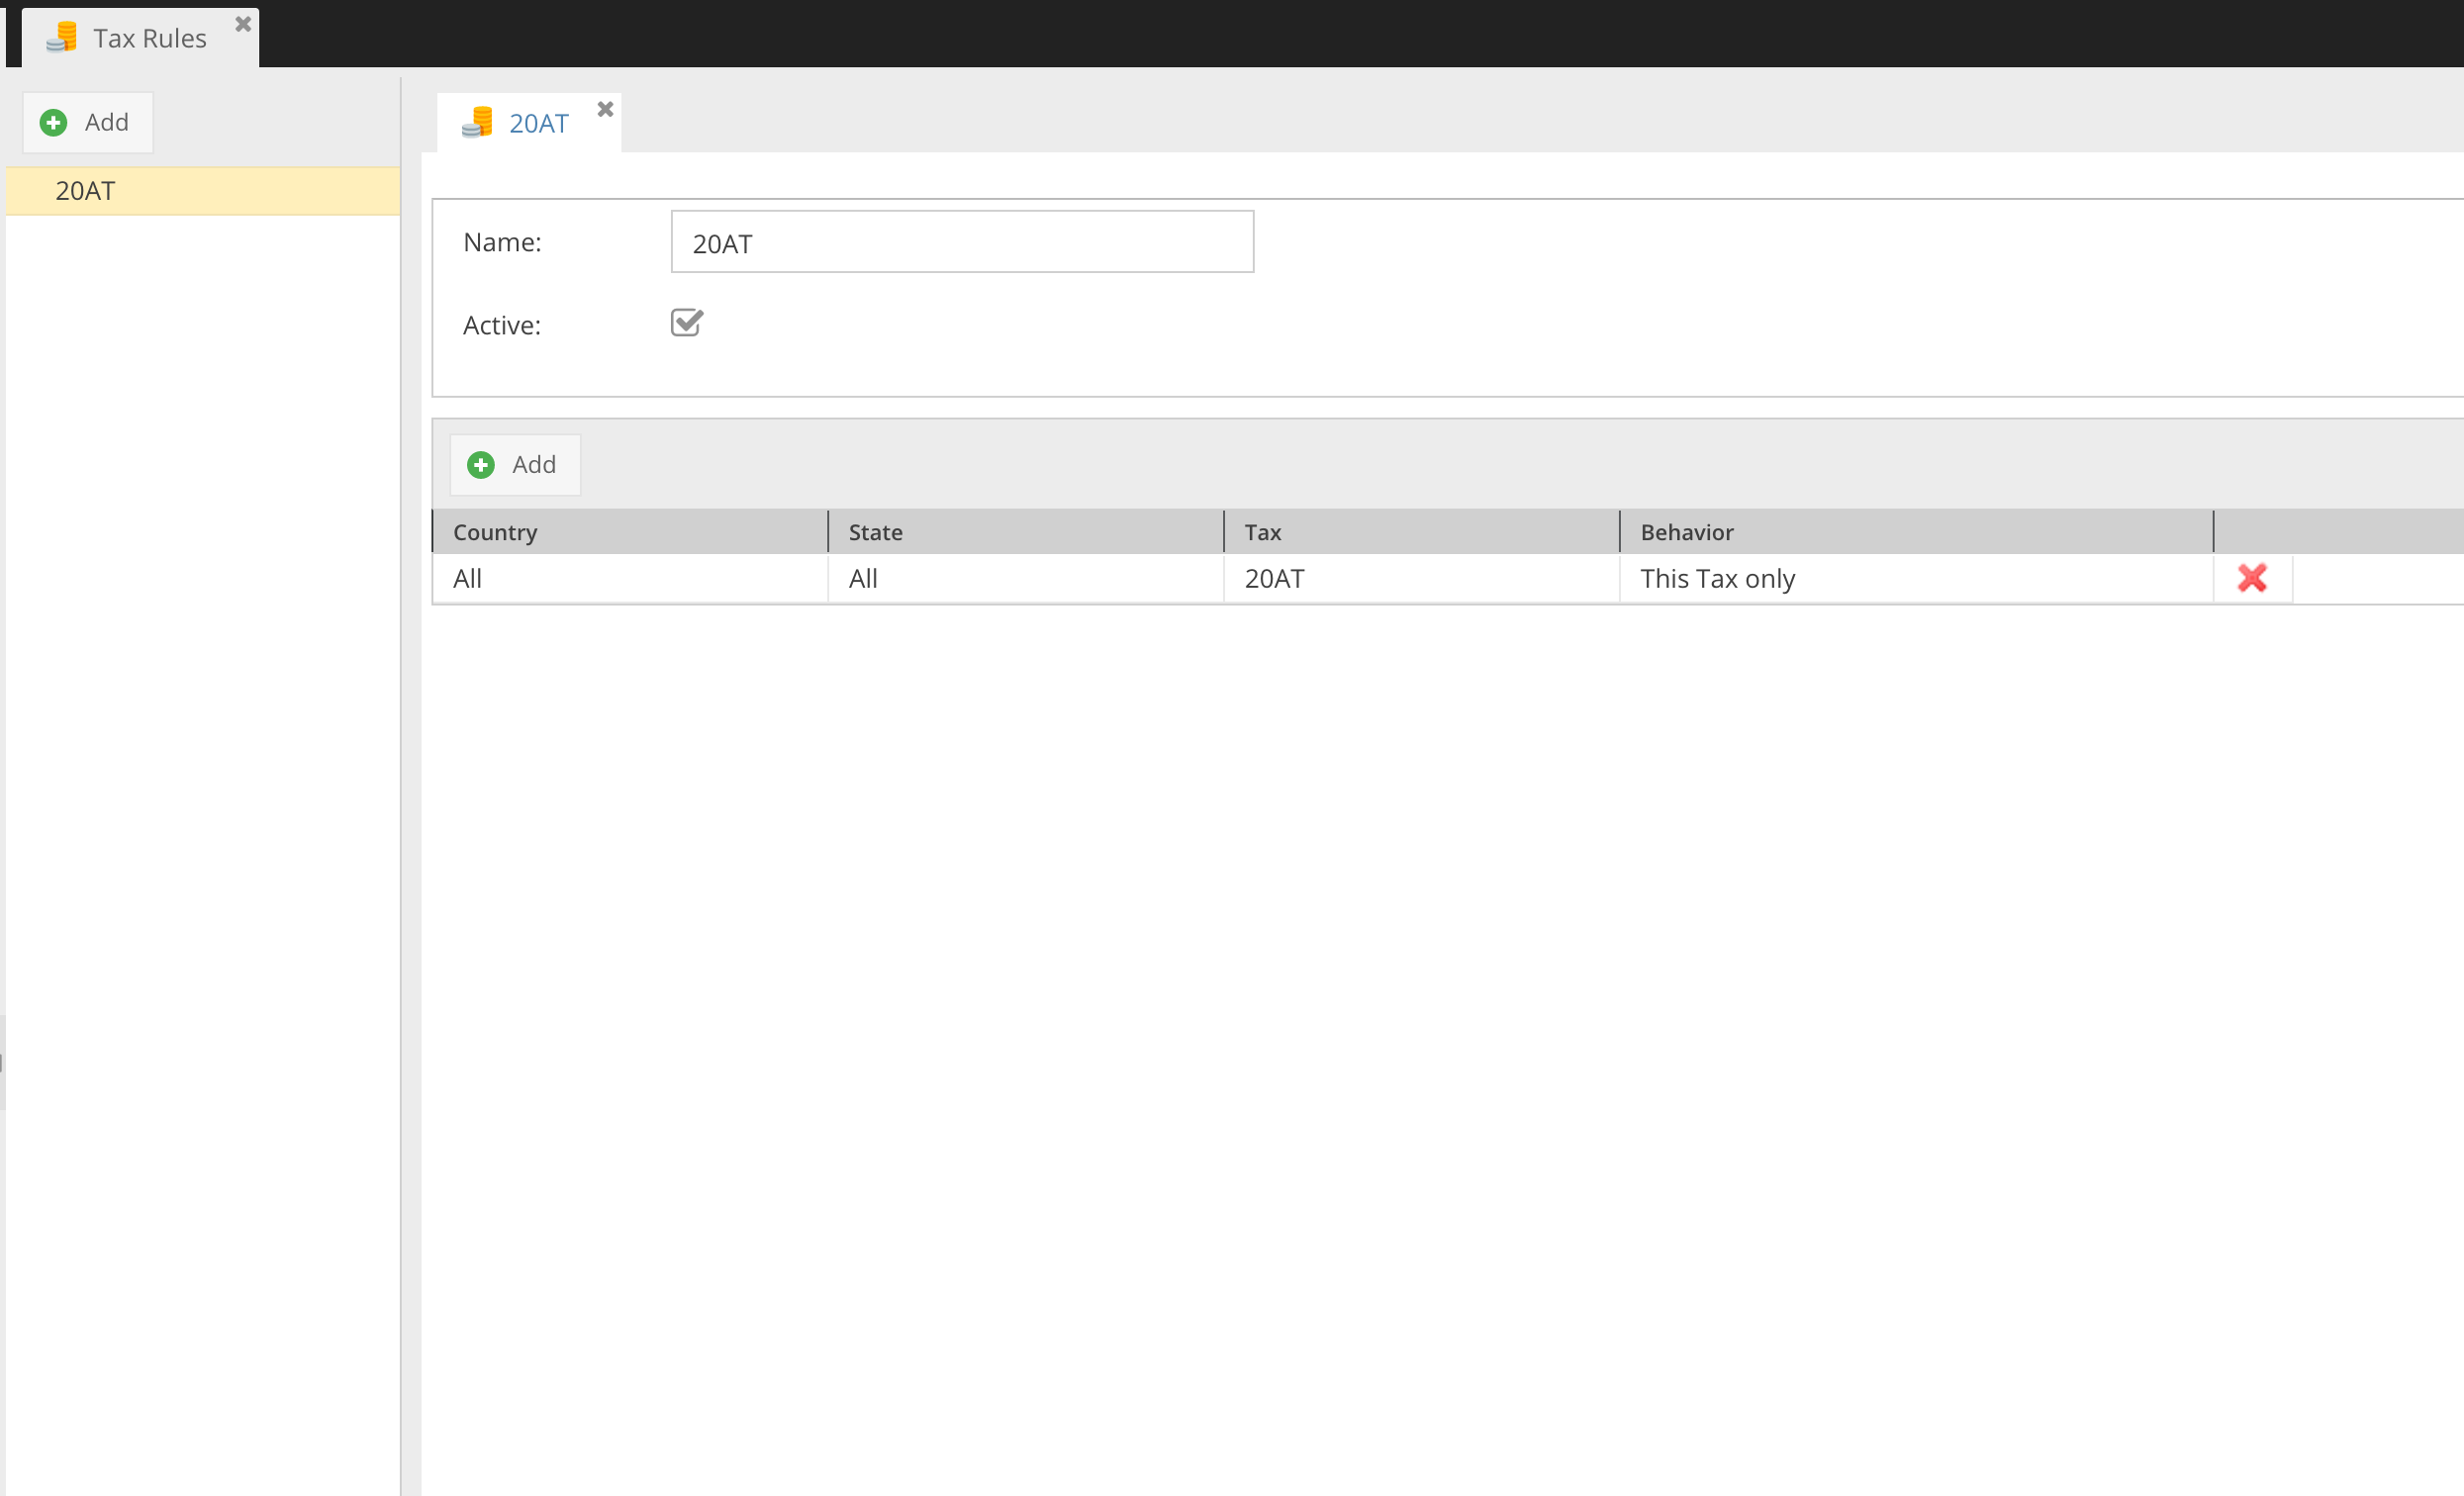 Tax Rules
Add
20AT
20AT
Name: 20AT
Active:
Add
Country State Tax Behavior
All All 20AT This Tax only